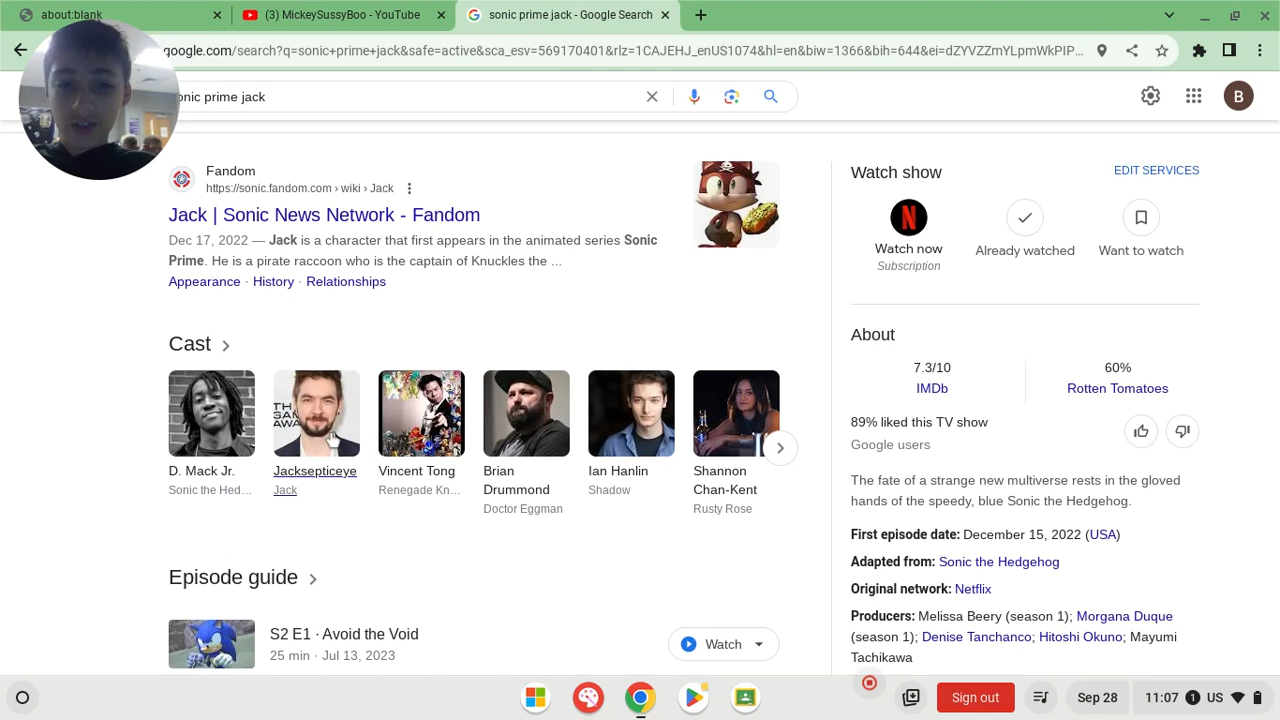 about:blank
(3) MickeySussyBoo - YouTube
sonic prime jack - Google Search
google.com/search?q=sonic+prime+jack&safe=active&sca_esv=569170401&rlz=1CAJEHJ_enUS1074&hl=en&biw=1366&bih=644&ei=dZYVZZmYLpmWkPIP…
sonic prime jack
B
Fandom
https://sonic.fandom.com › wiki › Jack
Jack | Sonic News Network - Fandom
Dec 17, 2022 — Jack is a character that first appears in the animated series Sonic
Prime. He is a pirate raccoon who is the captain of Knuckles the ...
Appearance · History · Relationships
Cast
D. Mack Jr.
Sonic the Hed…
Jacksepticeye
Jack
Vincent Tong
Renegade Kn…
Brian
Drummond
Doctor Eggman
Ian Hanlin
Shadow
Shannon
Chan-Kent
Rusty Rose
Episode guide
S2 E1 · Avoid the Void
25 min · Jul 13, 2023
Watch
Watch show
EDIT SERVICES
Watch now
Subscription
Already watched
Want to watch
About
7.3/10
IMDb
60%
Rotten Tomatoes
89% liked this TV show
Google users
The fate of a strange new multiverse rests in the gloved
hands of the speedy, blue Sonic the Hedgehog.
First episode date: December 15, 2022 (USA)
Adapted from: Sonic the Hedgehog
Original network: Netflix
Producers: Melissa Beery (season 1); Morgana Duque
(season 1); Denise Tanchanco; Hitoshi Okuno; Mayumi
Tachikawa
Sign out
Sep 28
11:07
1
US